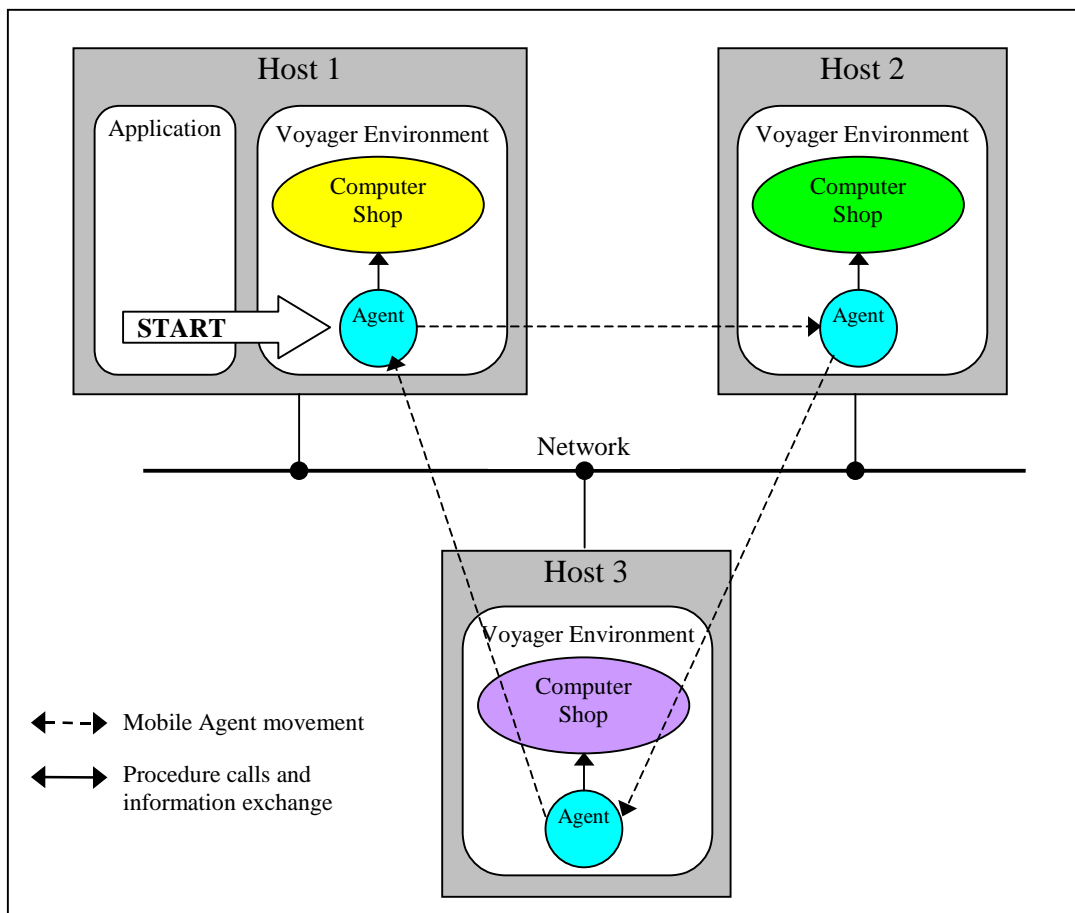 Host 1
Application
Voyager Environment
Computer
Shop
START
Agent
Host 2
Voyager Environment
Computer
Shop
Agent
Network
Host 3
Voyager Environment
Computer
Shop
Agent
Mobile Agent movement
Procedure calls and
information exchange